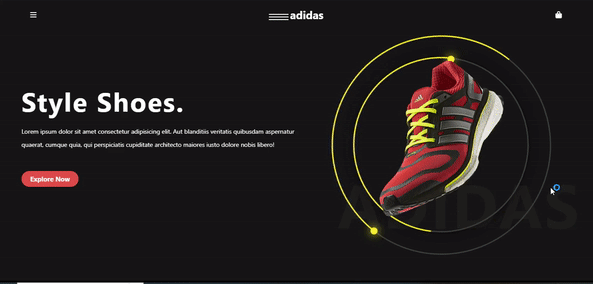 adidas
Style Shoes.
Lorem ipsum dolor sit amet consectetur adipisicing elit. Aut blanditiis veritatis quibusdam aspernatur
quaerat, cumque quia, qui perspiciatis cupiditate architecto maiores iusto dolore nobis libero!
Explore Now
ADIDAS